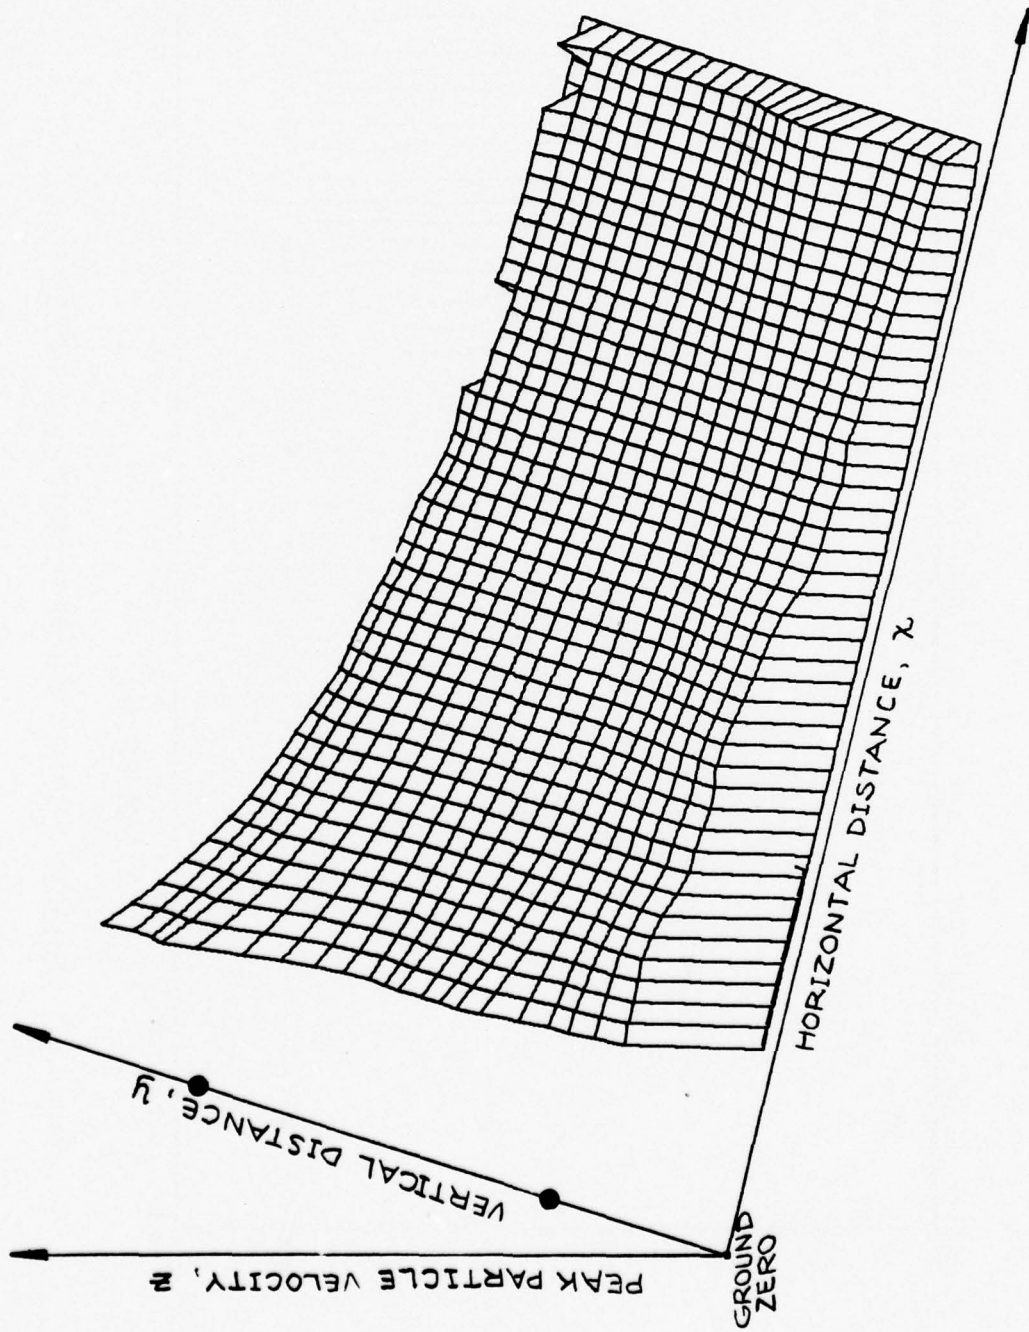 PEAK PARTICLE VELOCITY, z
VERTICAL DISTANCE, y
GROUND
ZERO
HORIZONTAL DISTANCE, x